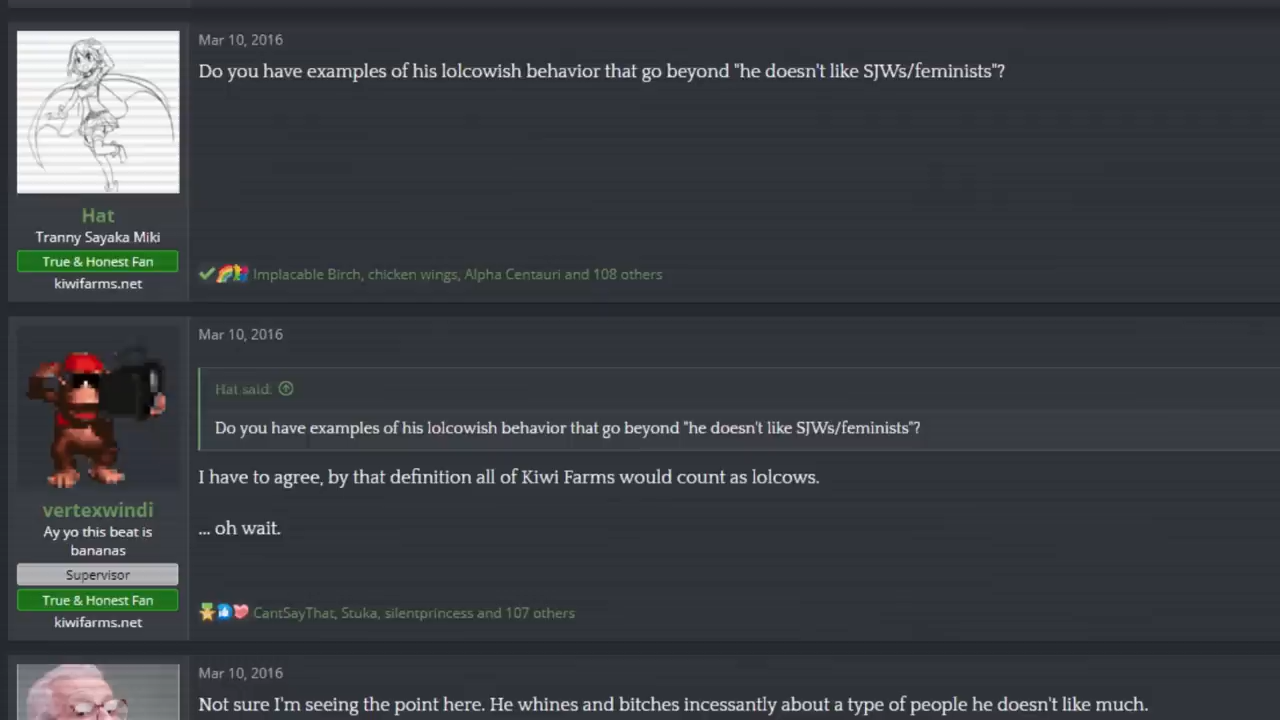 Mar 10, 2016
Do you have examples of his lolcowish behavior that go beyond "he doesn't like SJWs/feminists"?
Hat
Tranny Sayaka Miki
True & Honest Fan
kiwifarms.net
Implacable Birch, chicken wings, Alpha Centauri and 108 others
Mar 10, 2016
Hat said:
Do you have examples of his lolcowish behavior that go beyond "he doesn't like SJWs/feminists"?
I have to agree, by that definition all of Kiwi Farms would count as lolcows.
... oh wait.
vertexwindi
Ay yo this beat is
bananas
Supervisor
True & Honest Fan
kiwifarms.net
CantSayThat, Stuka, silentprincess and 107 others
Mar 10, 2016
Not sure I'm seeing the point here. He whines and bitches incessantly about a type of people he doesn't like much.